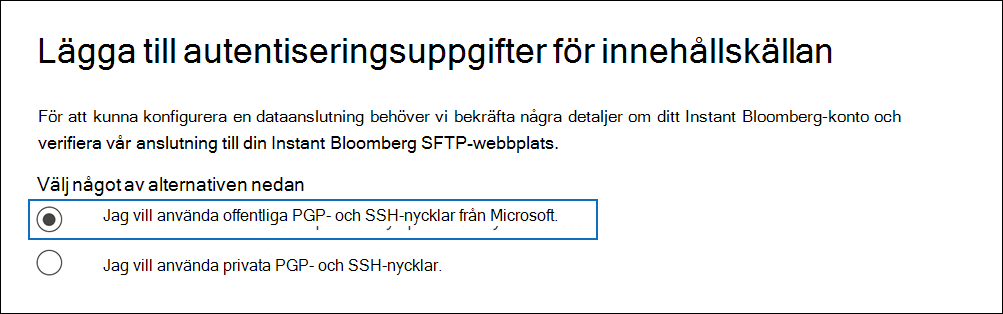 Lägga till autentiseringsuppgifter för innehållskällan
För att kunna konfigurera en dataanslutning behöver vi bekräfta några detaljer om ditt Instant Bloomberg-konto och
verifiera vår anslutning till din Instant Bloomberg SFTP-webbplats.
Välj något av alternativen nedan
Jag vill använda offentliga PGP- och SSH-nycklar från Microsoft.
Jag vill använda privata PGP- och SSH-nycklar.